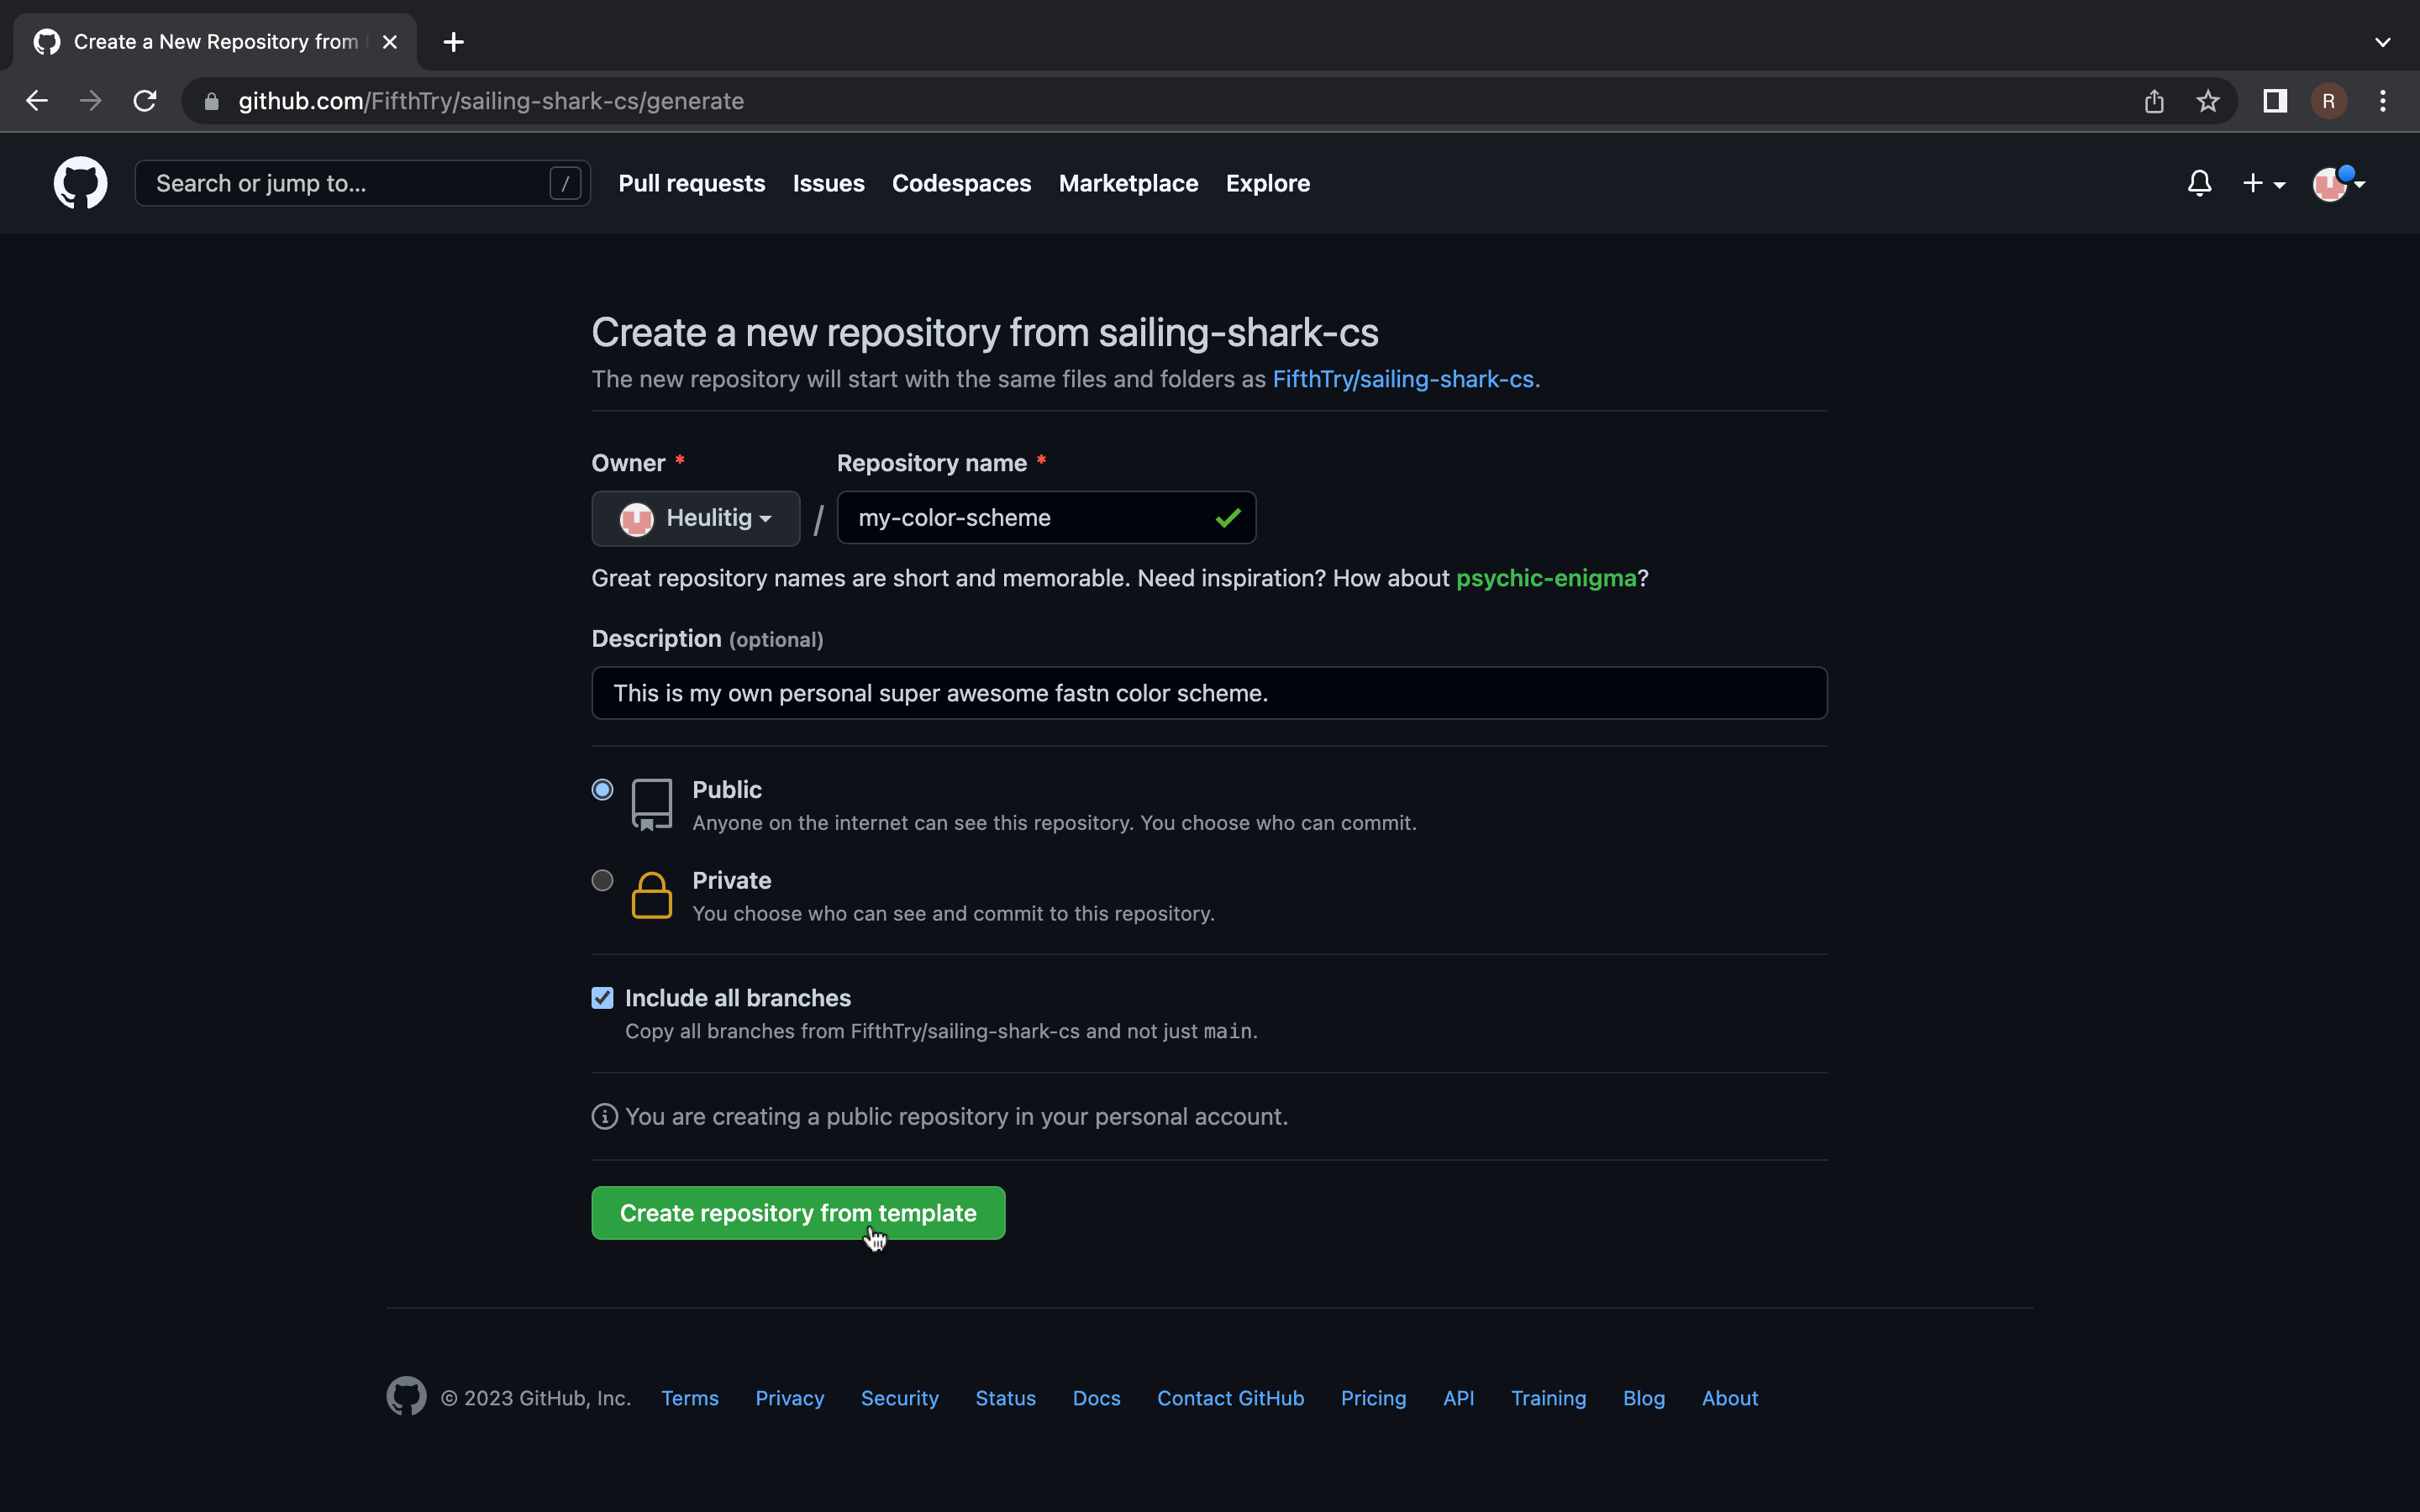 Create a New Repository from
github.com/FifthTry/sailing-shark-cs/generate
R
Search or jump to...
/
Pull requests
Issues
Codespaces
Marketplace
Explore
Create a new repository from sailing-shark-cs
The new repository will start with the same files and folders as FifthTry/sailing-shark-cs.
Owner * Repository name *
Heulitig / my-color-scheme
Great repository names are short and memorable. Need inspiration? How about psychic-enigma?
Description (optional)
This is my own personal super awesome fastn color scheme.
Public
Anyone on the internet can see this repository. You choose who can commit.
Private
You choose who can see and commit to this repository.
Include all branches
Copy all branches from FifthTry/sailing-shark-cs and not just main.
You are creating a public repository in your personal account.
Create repository from template
© 2023 GitHub, Inc. Terms Privacy Security Status Docs Contact GitHub Pricing API Training Blog About